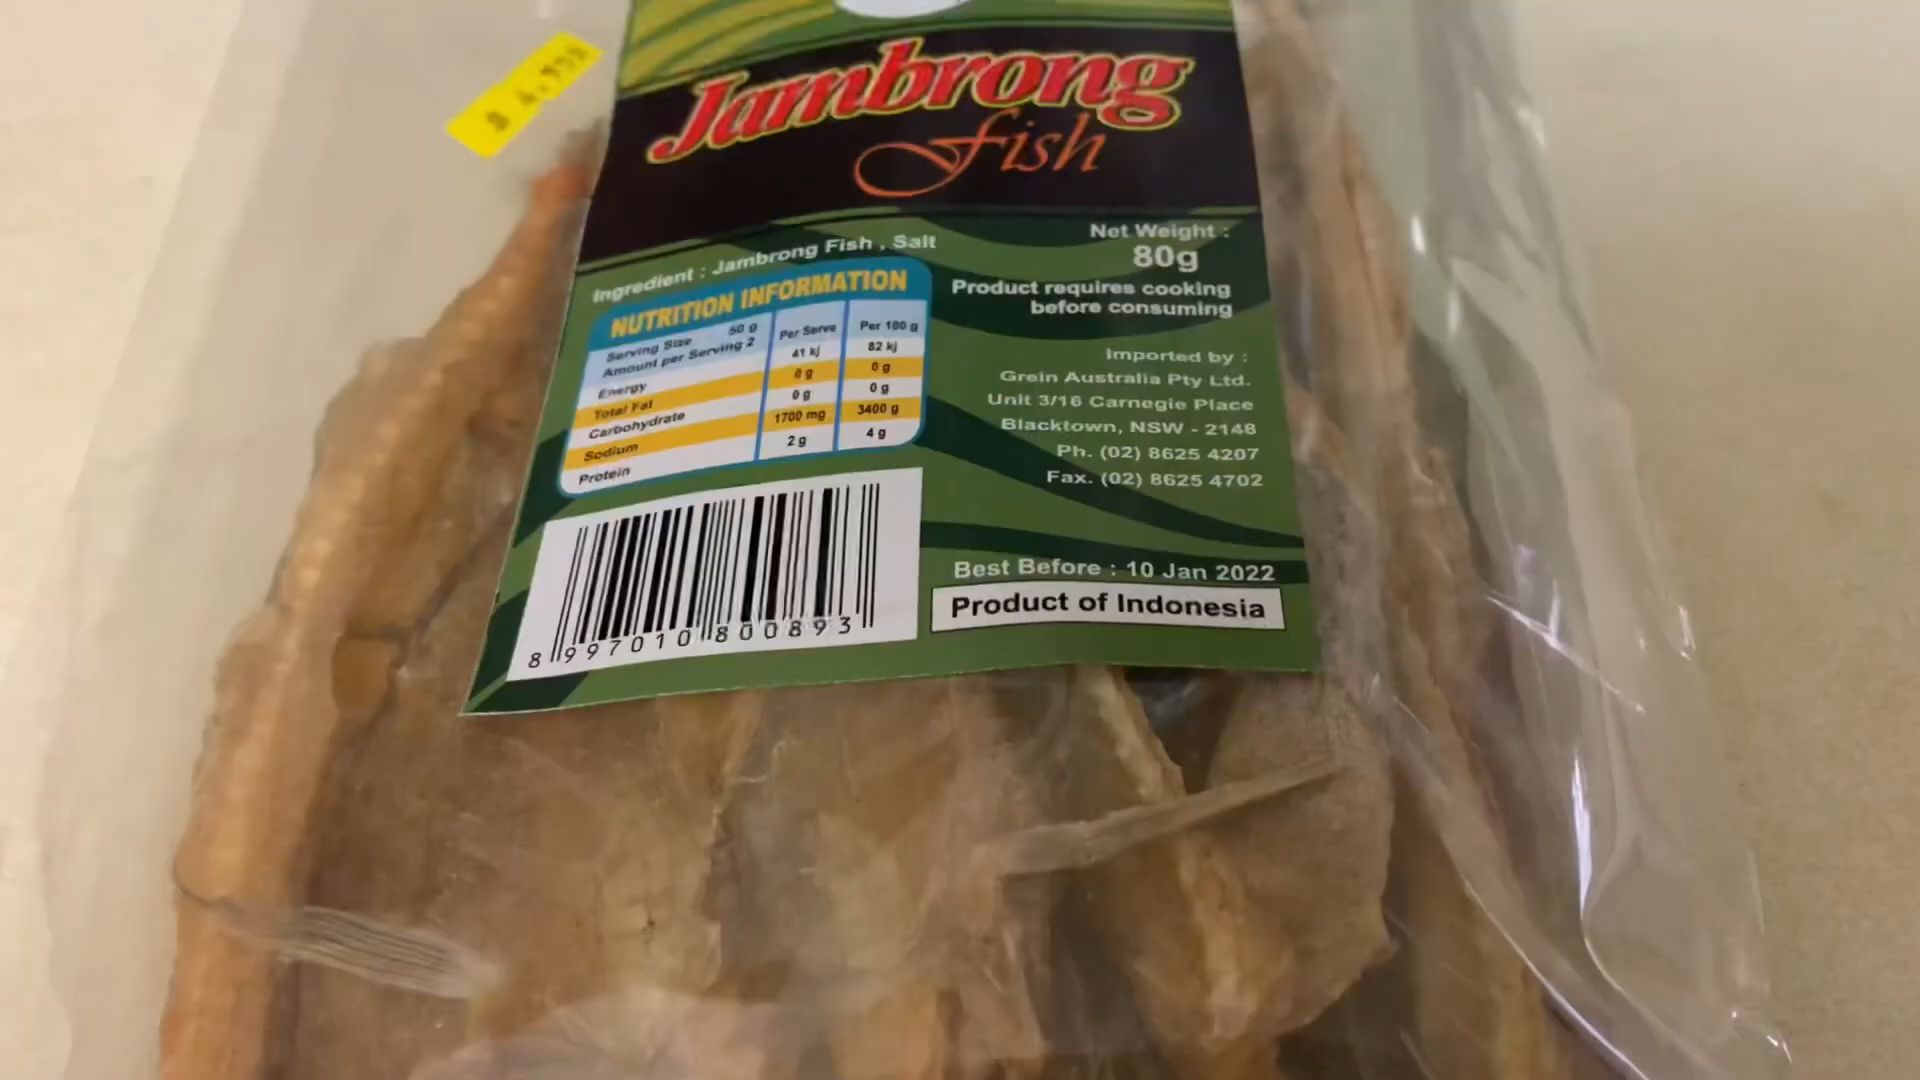 Jambrong
fish
Ingredient : Jambrong Fish , Salt
NUTRITION INFORMATION
Serving Size 50 g
Amount per Serving 2
Per Serve Per 100 g
Energy 41 kj 82 kj
Total Fat 0 g 0 g
Carbohydrate 0 g 0 g
Sodium 1700 mg 3400 g
Protein 2 g 4 g
8 997010 800893
Net Weight :
80g
Product requires cooking
before consuming
Imported by :
Grein Australia Pty Ltd.
Unit 3/16 Carnegie Place
Blacktown, NSW - 2148
Ph. (02) 8625 4207
Fax. (02) 8625 4702
Best Before : 10 Jan 2022
Product of Indonesia